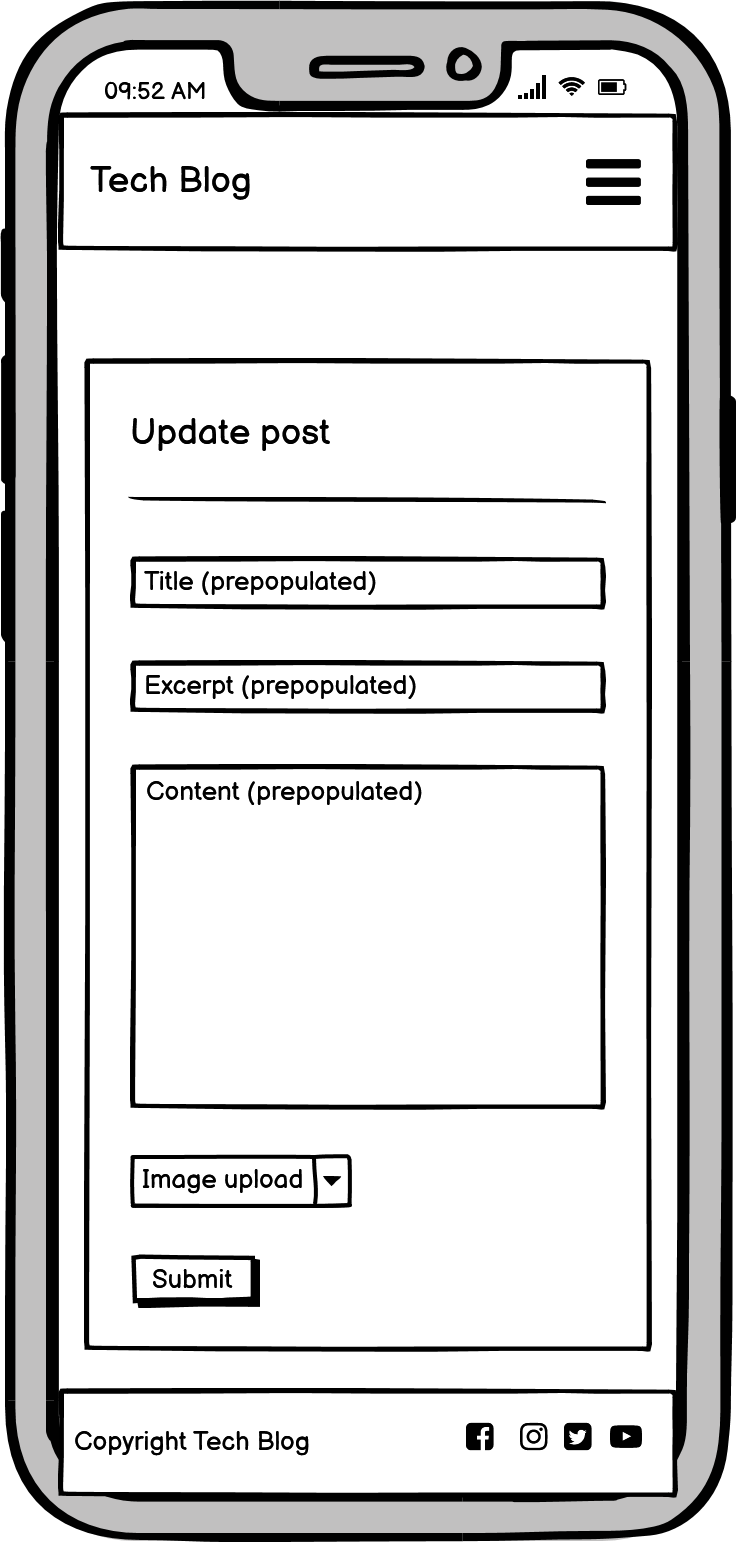 09:52 AM
Tech Blog
Update post
Title (prepopulated)
Excerpt (prepopulated)
Content (prepopulated)
Image upload
Submit
Copyright Tech Blog